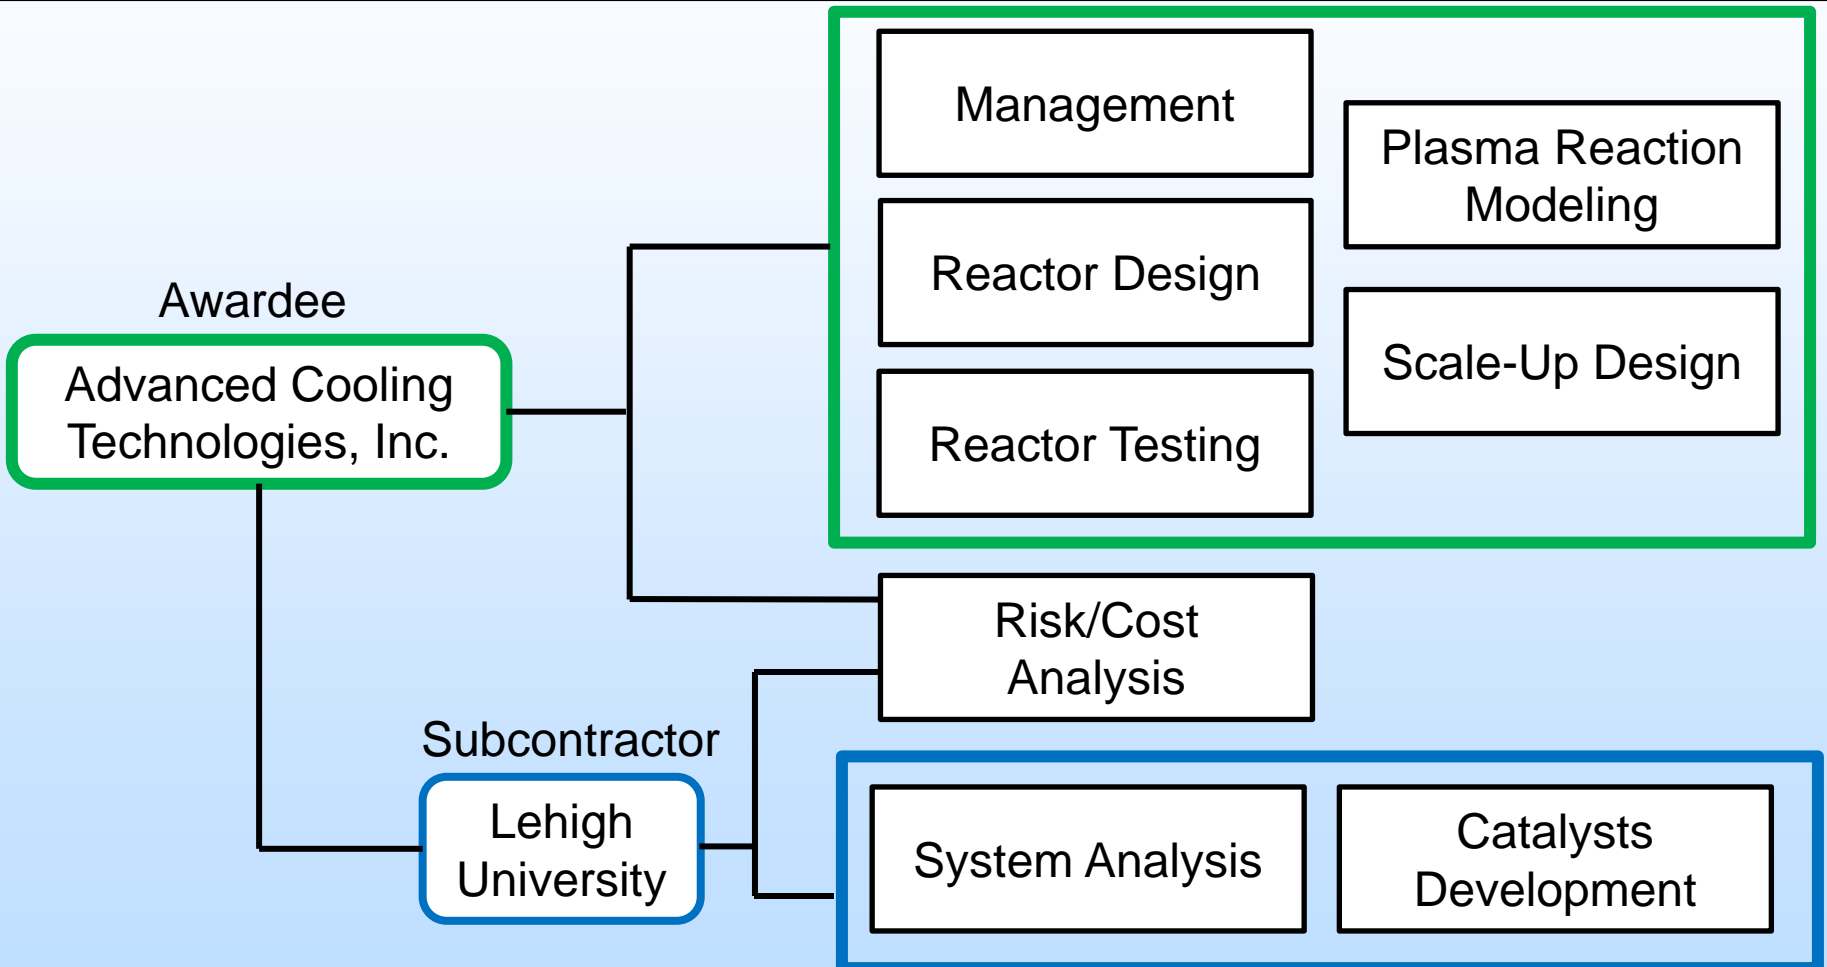 Management
Plasma Reaction
Modeling
Reactor Design
Scale-Up Design
Reactor Testing
Awardee
Advanced Cooling
Technologies, Inc.
Risk/Cost
Analysis
Subcontractor
Lehigh
University
System Analysis
Catalysts
Development